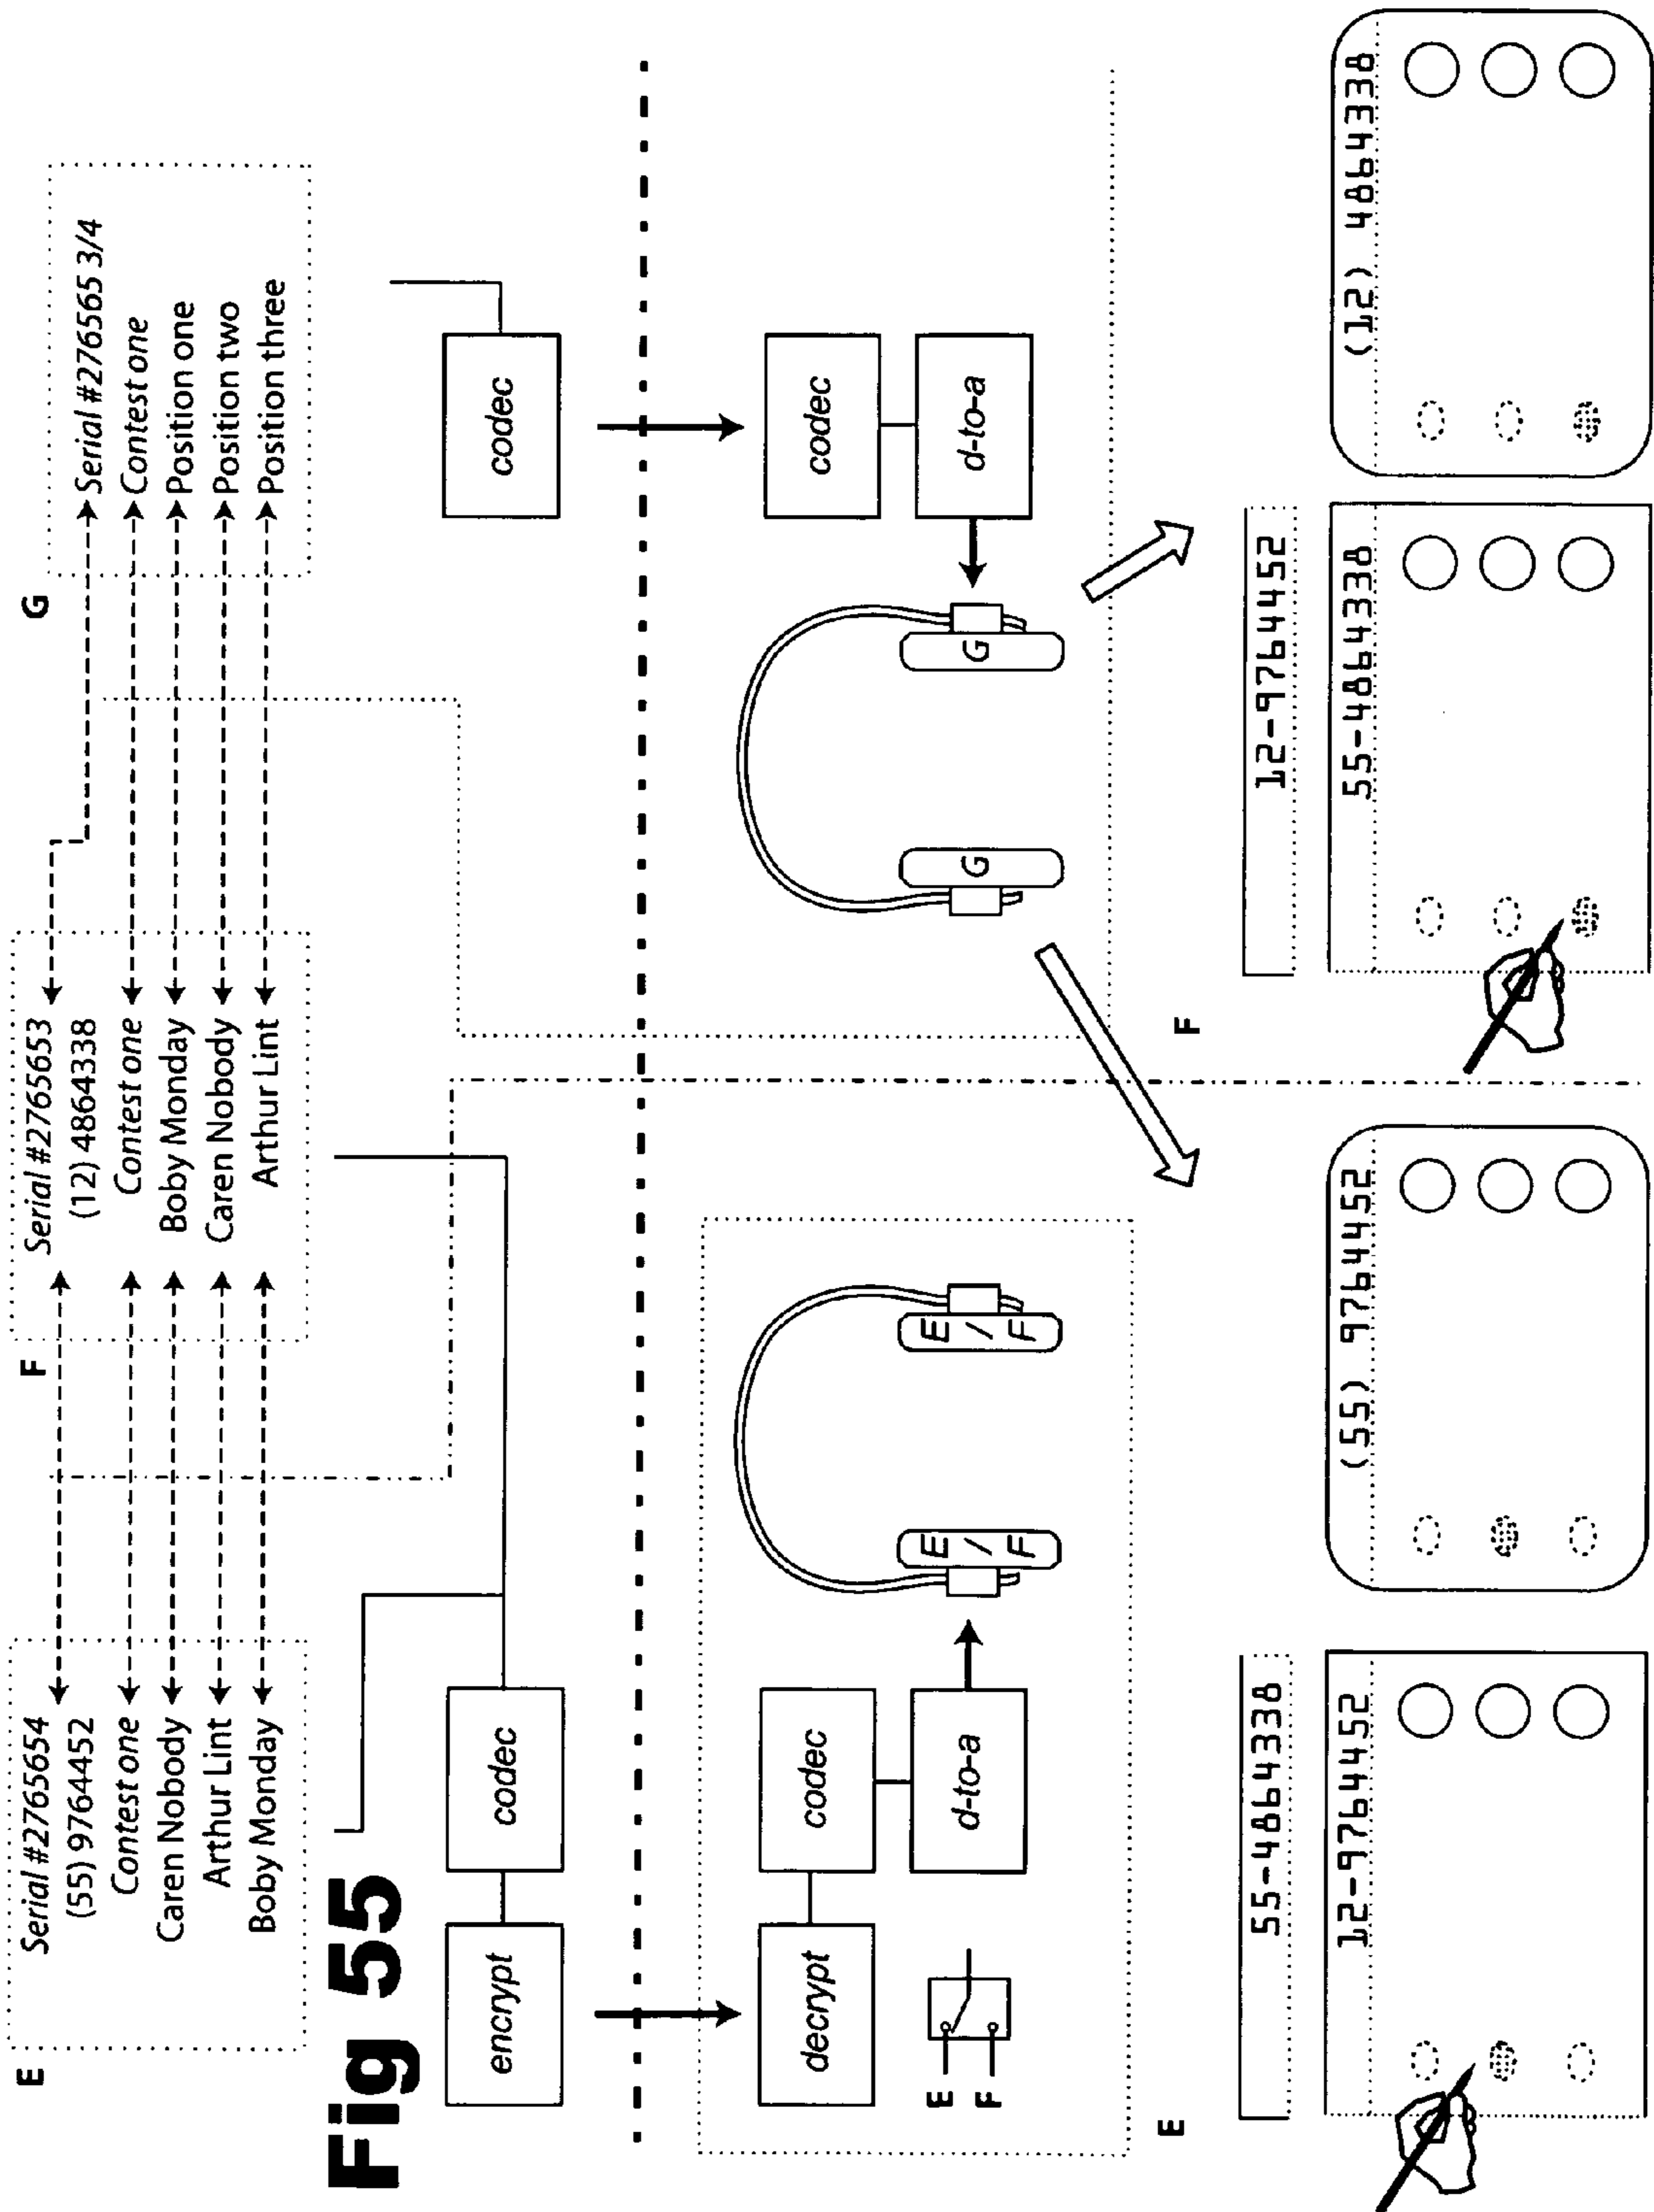 E
Serial #2765654
(55) 9764452
Contest one
Caren Nobody
Arthur Lint
Boby Monday
F
Serial #2765653
(12) 4864338
Contest one
Boby Monday
Caren Nobody
Arthur Lint
G
Serial #276565 3/4
Contest one
Position one
Position two
Position three
Fig 55
encrypt
codec
codec
decrypt
codec
d-to-a
E
F
E
/
F
E
/
F
G
G
codec
d-to-a
E
55-4864338
12-9764452
(55) 9764452
F
12-9764452
55-4864338
(12) 4864338